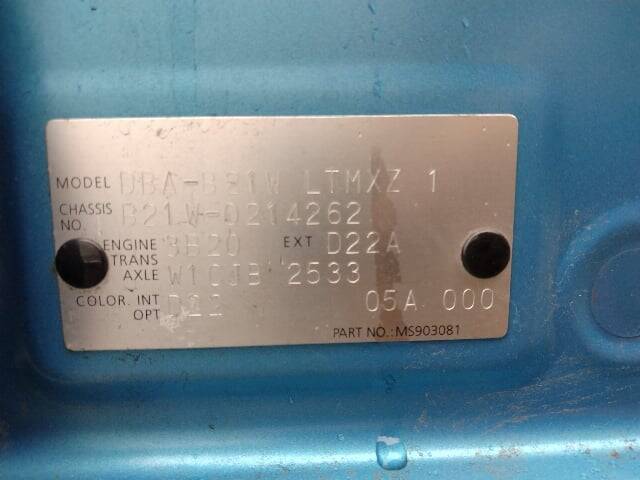 MODEL DBA-B21W LTMXZ 1
CHASSIS NO. B21W-0214262
ENGINE 3B20 EXT D22A
TRANS AXLE W1CJB 2533
COLOR. INT OPT D22 05A 000
PART NO.:MS903081